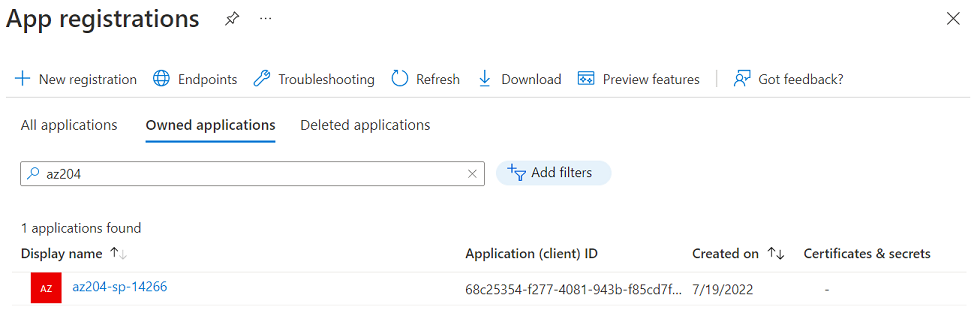 App registrations ...
New registration Endpoints Troubleshooting Refresh Download Preview features Got feedback?
All applications Owned applications Deleted applications
az204 Add filters
1 applications found
Display name Application (client) ID Created on Certificates & secrets
AZ az204-sp-14266 68c25354-f277-4081-943b-f85cd7f... 7/19/2022 -